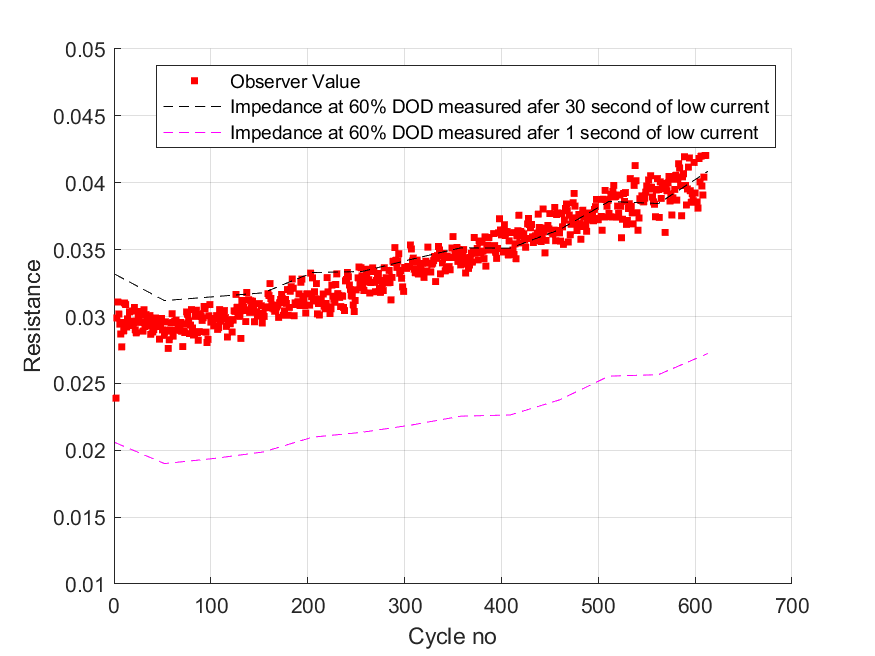 0.05
0.045
0.04
0.035
0.03
0.025
0.02
0.015
0.01
Resistance
Observer Value
Impedance at 60% DOD measured afer 30 second of low current
Impedance at 60% DOD measured afer 1 second of low current
0 100 200 300 400 500 600 700
Cycle no